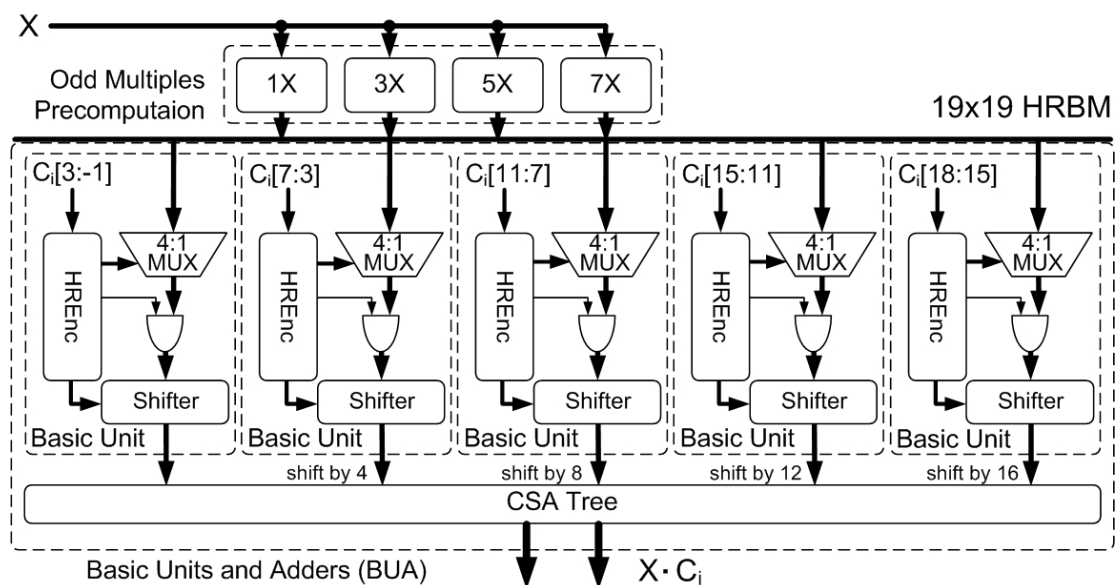 X
1X 3X 5X 7X
Odd Multiples
Precomputaion
19x19 HRBM
Cᵢ[3:-1] Cᵢ[7:3] Cᵢ[11:7] Cᵢ[15:11] Cᵢ[18:15]
4:1 4:1 4:1 4:1 4:1
MUX MUX MUX MUX MUX
HREnc HREnc HREnc HREnc HREnc
Shifter Shifter Shifter Shifter Shifter
Basic Unit Basic Unit Basic Unit Basic Unit Basic Unit
shift by 4 shift by 8 shift by 12 shift by 16
CSA Tree
Basic Units and Adders (BUA) X · Cᵢ